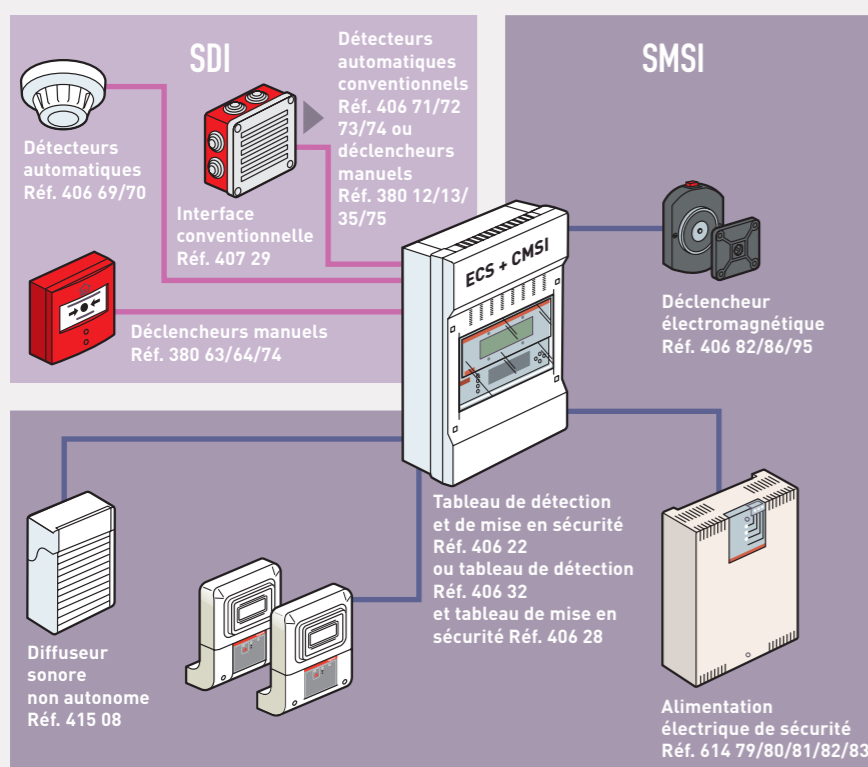 SDI
Détecteurs
automatiques
Réf. 406 69/70
Interface
conventionnelle
Réf. 407 29
Détecteurs
automatiques
conventionnels
Réf. 406 71/72
73/74 ou
déclencheurs
manuels
Réf. 380 12/13/
35/75
Déclencheurs manuels
Réf. 380 63/64/74
SMSI
ECS + CMSI
Déclencheur
électromagnétique
Réf. 406 82/86/95
Tableau de détection
et de mise en sécurité
Réf. 406 22
ou tableau de détection
Réf. 406 32
et tableau de mise en
sécurité Réf. 406 28
Diffuseur
sonore
non autonome
Réf. 415 08
Alimentation
électrique de sécurité
Réf. 614 79/80/81/82/83